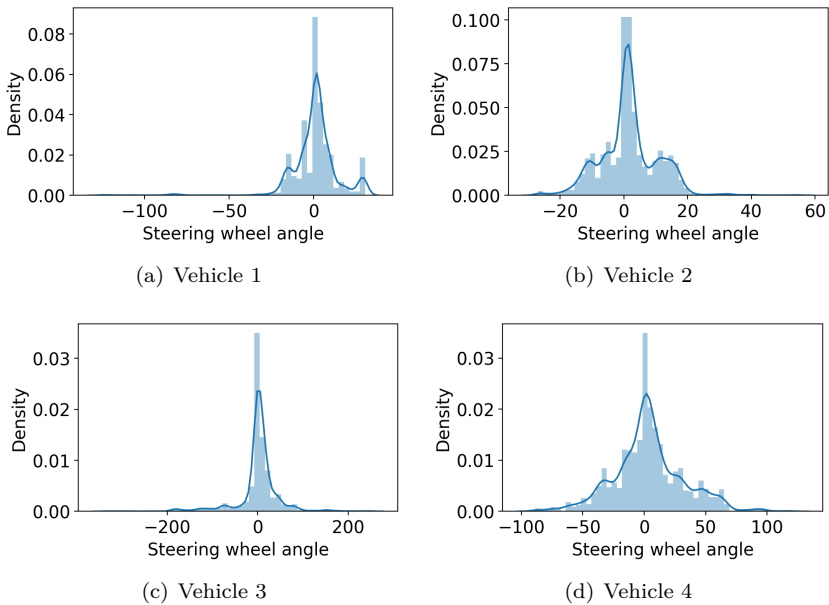 0.08
0.06
0.04
0.02
0.00
Density
−100 −50 0
Steering wheel angle
(a) Vehicle 1
0.100
0.075
0.050
0.025
0.000
Density
−20 0 20 40 60
Steering wheel angle
(b) Vehicle 2
0.03
0.02
0.01
0.00
Density
−200 0 200
Steering wheel angle
(c) Vehicle 3
0.03
0.02
0.01
0.00
Density
−100 −50 0 50 100
Steering wheel angle
(d) Vehicle 4